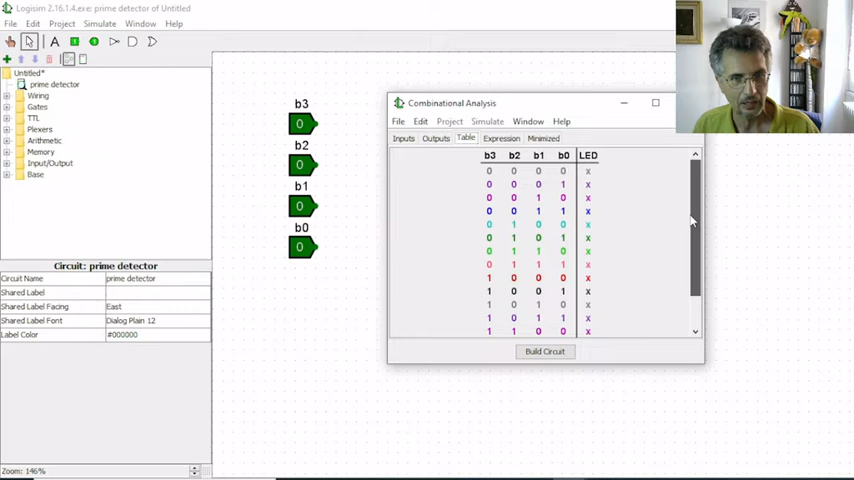 Logisim 2.16.1.4.exe: prime detector of Untitled
File Edit Project Simulate Window Help
A
Untitled*
prime detector
Wiring
Gates
TTL
Plexers
Arithmetic
Memory
Input/Output
Base
Circuit: prime detector
Circuit Name prime detector
Shared Label
Shared Label Facing East
Shared Label Font Dialog Plain 12
Label Color #000000
Zoom: 146%
b3
0
b2
0
b1
0
b0
0
Combinational Analysis
File Edit Project Simulate Window Help
Inputs Outputs Table Expression Minimized
b3 b2 b1 b0 LED
0 0 0 0 x
0 0 0 1 x
0 0 1 0 x
0 0 1 1 x
0 1 0 0 x
0 1 0 1 x
0 1 1 0 x
0 1 1 1 x
1 0 0 0 x
1 0 0 1 x
1 0 1 0 x
1 0 1 1 x
1 1 0 0 x
Build Circuit